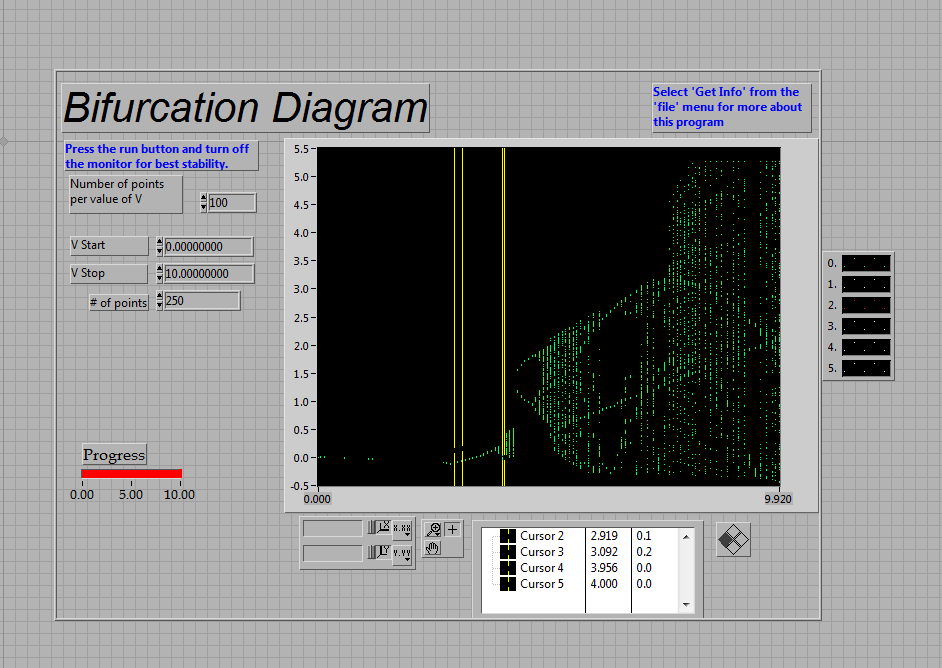 Bifurcation Diagram
Select 'Get Info' from the
'file' menu for more about
this program
Press the run button and turn off
the monitor for best stability.
Number of points
per value of V
100
V Start
0.00000000
V Stop
10.00000000
# of points
250
5.5
5.0
4.5
4.0
3.5
3.0
2.5
2.0
1.5
1.0
0.5
0.0
-0.5
0.000
9.920
0.
1.
2.
3.
4.
5.
Progress
0.00 5.00 10.00
X.XX
Y.YY
Cursor 2 2.919 0.1
Cursor 3 3.092 0.2
Cursor 4 3.956 0.0
Cursor 5 4.000 0.0